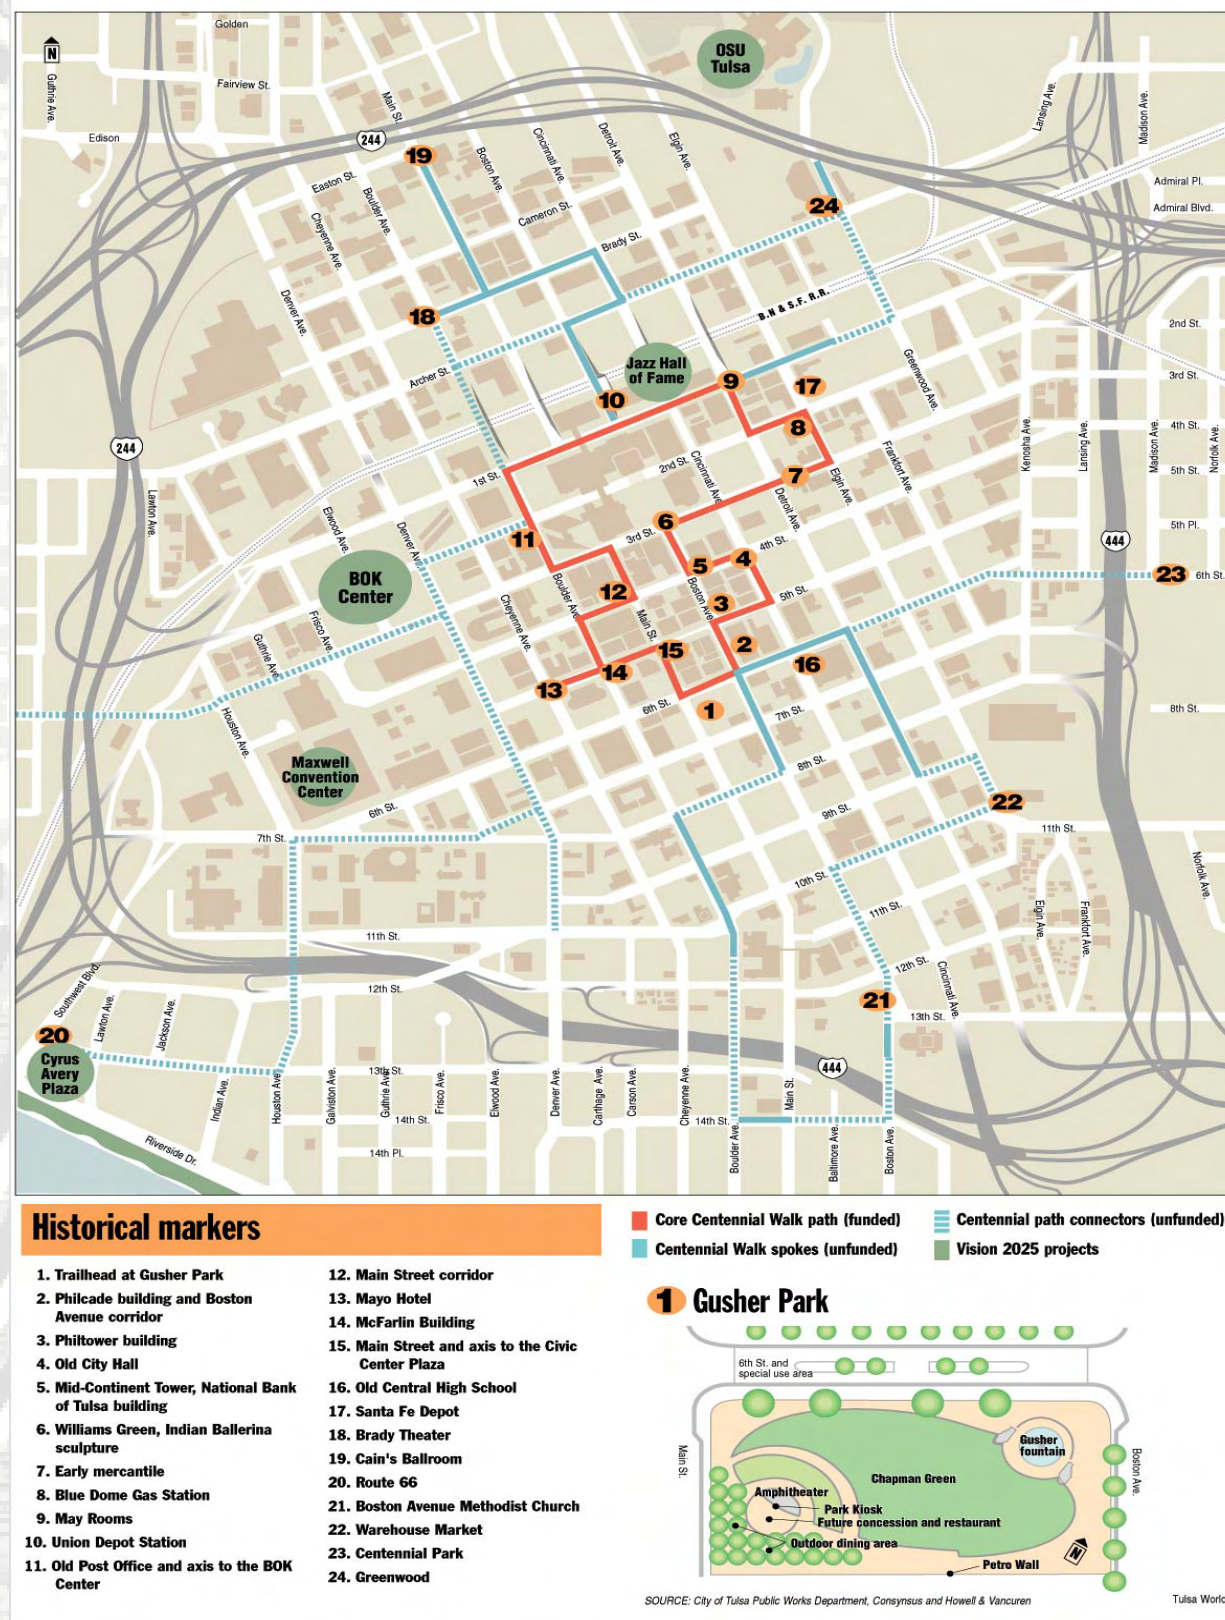 Golden
OSU
Tulsa
N
Guthrie Ave.
Fairview St.
Main St.
Lansing Ave.
Madison Ave.
Edison
244
19
Boston Ave.
Cincinnati Ave.
Detroit Ave.
Elgin Ave.
Easton St.
Boulder Ave.
Cheyenne Ave.
Cameron St.
Admiral Pl.
Admiral Blvd.
24
Brady St.
Denver Ave.
18
B.N & S.F. R.R.
2nd St.
Archer St.
Jazz Hall
of Fame
9
17
Greenwood Ave.
3rd St.
10
8
4th St.
244
Kenosha Ave.
Lansing Ave.
Madison Ave.
Norfolk Ave.
1st St.
2nd St.
Cincinnati Ave.
7
Elgin Ave.
Frankfort Ave.
5th St.
Lawton Ave.
Elwood Ave.
Denver Ave.
Detroit Ave.
6
3rd St.
11
4th St.
5th Pl.
444
BOK
Center
5
4
23
6th St.
Boulder Ave.
12
Boston Ave.
3
5th St.
Cheyenne Ave.
Main St.
Frisco Ave.
Guthrie Ave.
15
2
16
14
13
6th St.
1
7th St.
8th St.
Houston Ave.
Maxwell
Convention
Center
8th St.
6th St.
9th St.
22
7th St.
11th St.
Norfolk Ave.
10th St.
11th St.
Elgin Ave.
Frankfort Ave.
11th St.
12th St.
Cincinnati Ave.
Southwest Blvd.
12th St.
21
13th St.
Lawton Ave.
Jackson Ave.
20
Cyrus
Avery
Plaza
13th St.
444
Indian Ave.
Houston Ave.
Galviston Ave.
Guthrie Ave.
Frisco Ave.
Elwood Ave.
Denver Ave.
Carthage Ave.
Carson Ave.
Cheyenne Ave.
Main St.
14th St.
14th St.
Boulder Ave.
Baltimore Ave.
Boston Ave.
Riverside Dr.
14th Pl.
Historical markers
1. Trailhead at Gusher Park
2. Philcade building and Boston
Avenue corridor
3. Philtower building
4. Old City Hall
5. Mid-Continent Tower, National Bank
of Tulsa building
6. Williams Green, Indian Ballerina
sculpture
7. Early mercantile
8. Blue Dome Gas Station
9. May Rooms
10. Union Depot Station
11. Old Post Office and axis to the BOK
Center
12. Main Street corridor
13. Mayo Hotel
14. McFarlin Building
15. Main Street and axis to the Civic
Center Plaza
16. Old Central High School
17. Santa Fe Depot
18. Brady Theater
19. Cain's Ballroom
20. Route 66
21. Boston Avenue Methodist Church
22. Warehouse Market
23. Centennial Park
24. Greenwood
Core Centennial Walk path (funded)
Centennial Walk spokes (unfunded)
Centennial path connectors (unfunded)
Vision 2025 projects
1 Gusher Park
6th St. and
special use area
Main St.
Boston Ave.
Gusher
fountain
Chapman Green
Amphitheater
Park Kiosk
Future concession and restaurant
Outdoor dining area
Petro Wall
N
SOURCE: City of Tulsa Public Works Department, Consynsus and Howell & Vancuren
Tulsa World